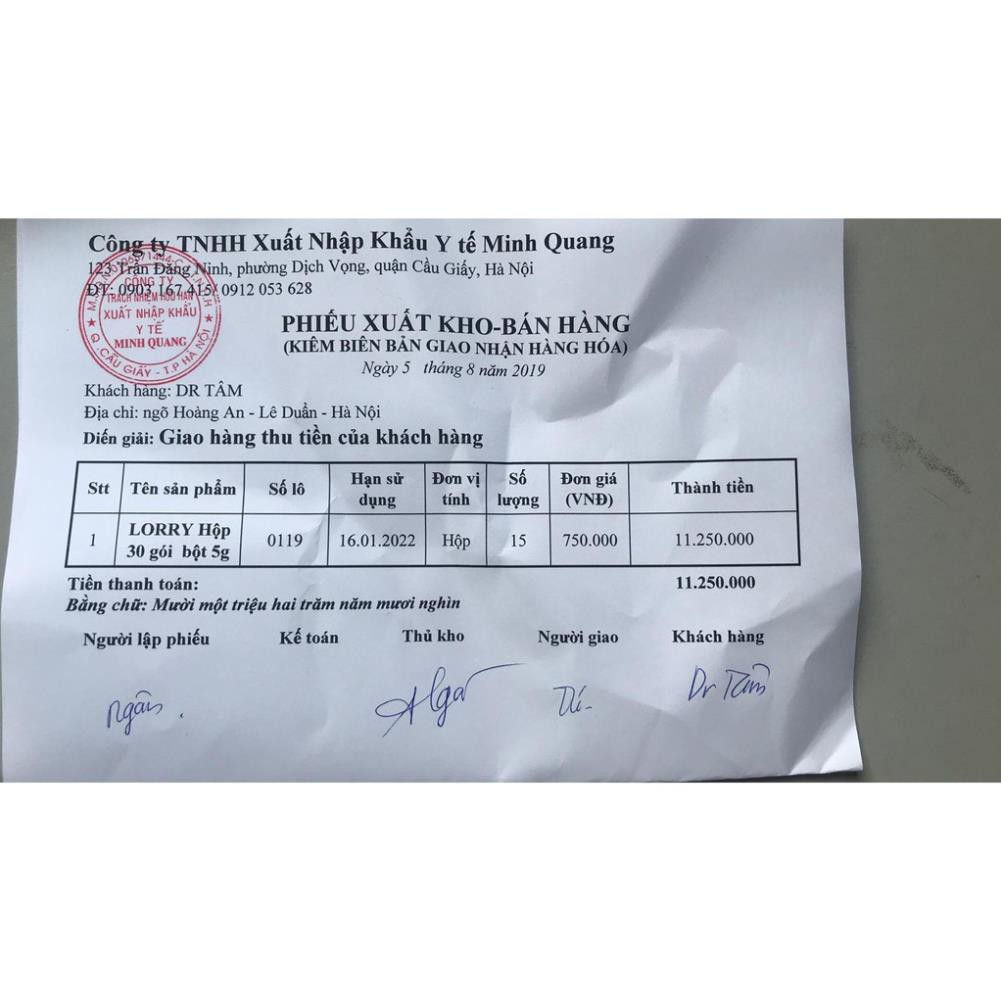 Công ty TNHH Xuất Nhập Khẩu Y tế Minh Quang
123 Trần Đăng Ninh, phường Dịch Vọng, quận Cầu Giấy, Hà Nội
ĐT: 0903 167 415/ 0912 053 628
CÔNG TY
TRÁCH NHIỆM HỮU HẠN
XUẤT NHẬP KHẨU
Y TẾ
MINH QUANG
Q. CẦU GIẤY - T.P HÀ NỘI
PHIẾU XUẤT KHO-BÁN HÀNG
(KIÊM BIÊN BẢN GIAO NHẬN HÀNG HÓA)
Ngày 5 tháng 8 năm 2019
Khách hàng: DR TÂM
Địa chỉ: ngõ Hoàng An - Lê Duẩn - Hà Nội
Diến giải: Giao hàng thu tiền của khách hàng
Stt Tên sản phẩm Số lô Hạn sử dụng Đơn vị tính Số lượng Đơn giá (VNĐ) Thành tiền
1 LORRY Hộp 30 gói bột 5g 0119 16.01.2022 Hộp 15 750.000 11.250.000
Tiền thanh toán: 11.250.000
Bằng chữ: Mười một triệu hai trăm năm mươi nghìn
Người lập phiếu Kế toán Thủ kho Người giao Khách hàng
Ngân Dr Tâm